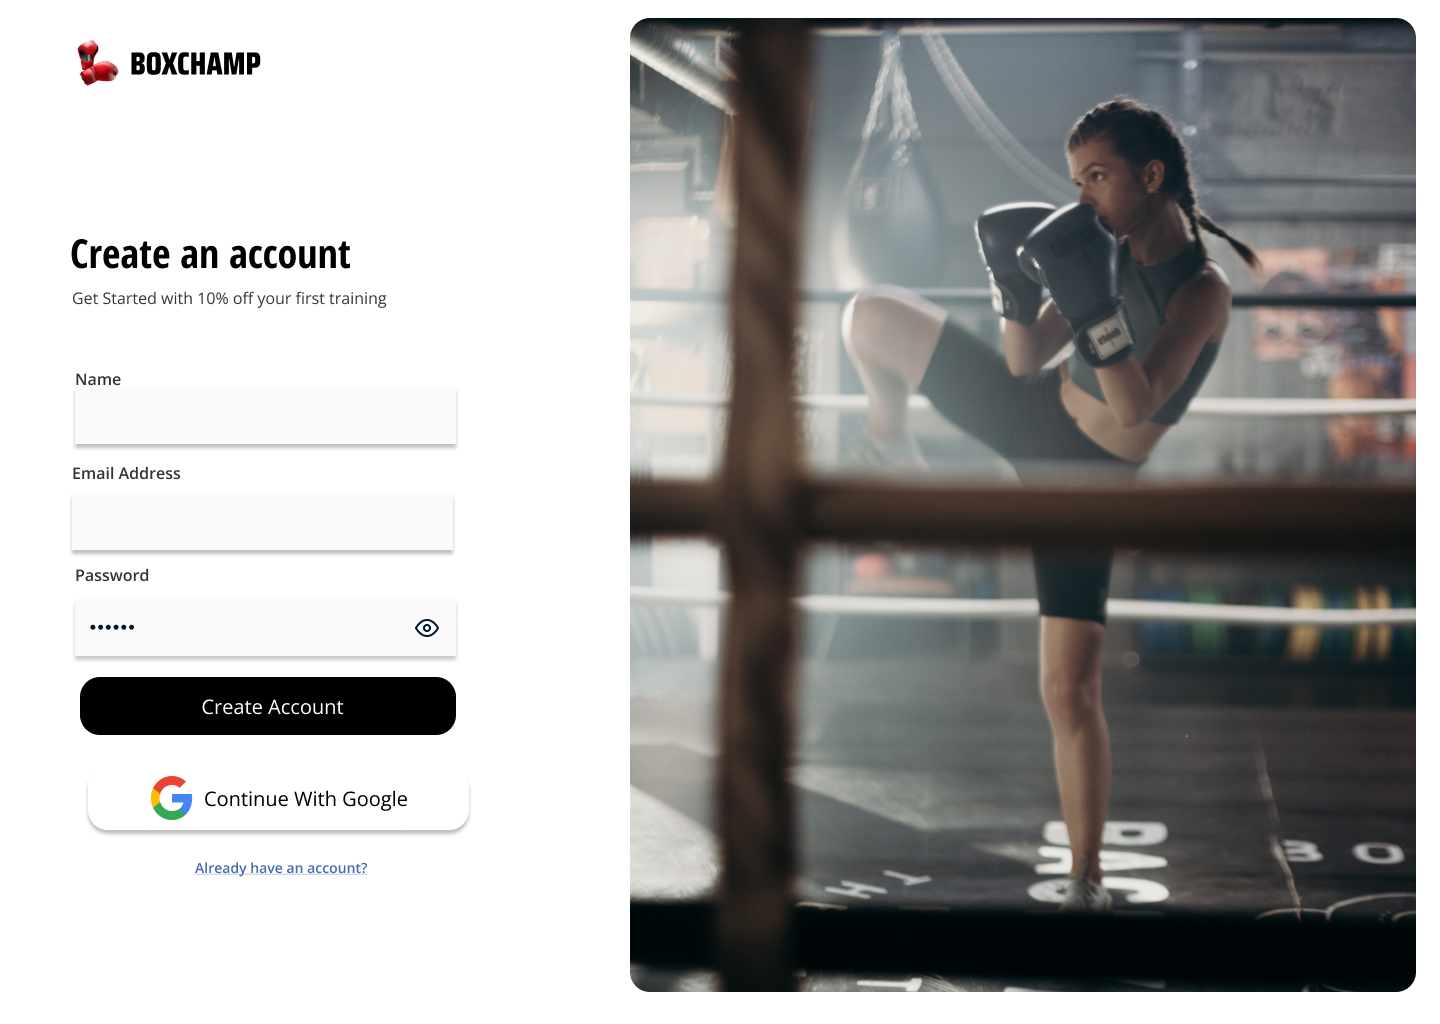 BOXCHAMP
Create an account
Get Started with 10% off your first training
Name
Email Address
Password
••••••
Create Account
Continue With Google
Already have an account?